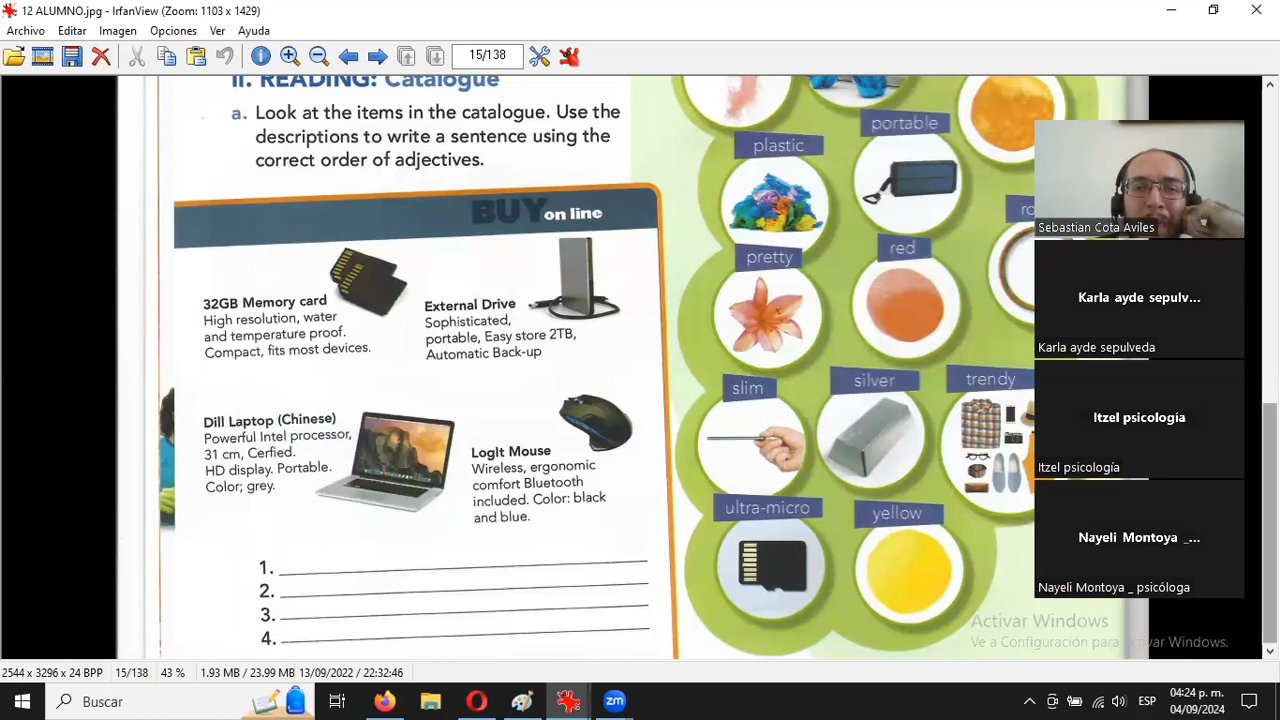 12 ALUMNO.jpg - IrfanView (Zoom: 1103 x 1429)
Archivo Editar Imagen Opciones Ver Ayuda
15/138
II. READING: Catalogue
a. Look at the items in the catalogue. Use the
descriptions to write a sentence using the
correct order of adjectives.
BUY on line
32GB Memory card
High resolution, water
and temperature proof.
Compact, fits most devices.
External Drive
Sophisticated,
portable, Easy store 2TB,
Automatic Back-up
Dill Laptop (Chinese)
Powerful Intel processor,
31 cm, Cerfied.
HD display. Portable.
Color; grey.
LogIt Mouse
Wireless, ergonomic
comfort Bluetooth
included. Color: black
and blue.
1.
2.
3.
4.
plastic
portable
pretty
red
slim
silver
trendy
ultra-micro
yellow
Sebastian Cota Aviles
Karla ayde sepulv...
Karla ayde sepulveda
Itzel psicología
Itzel psicología
Nayeli Montoya _...
Nayeli Montoya _ psicóloga
Activar Windows
Ve a Configuración para activar Windows.
2544 x 3296 x 24 BPP 15/138 43 % 1.93 MB / 23.99 MB 13/09/2022 / 22:32:46
Buscar
zm
ESP
04:24 p. m.
04/09/2024